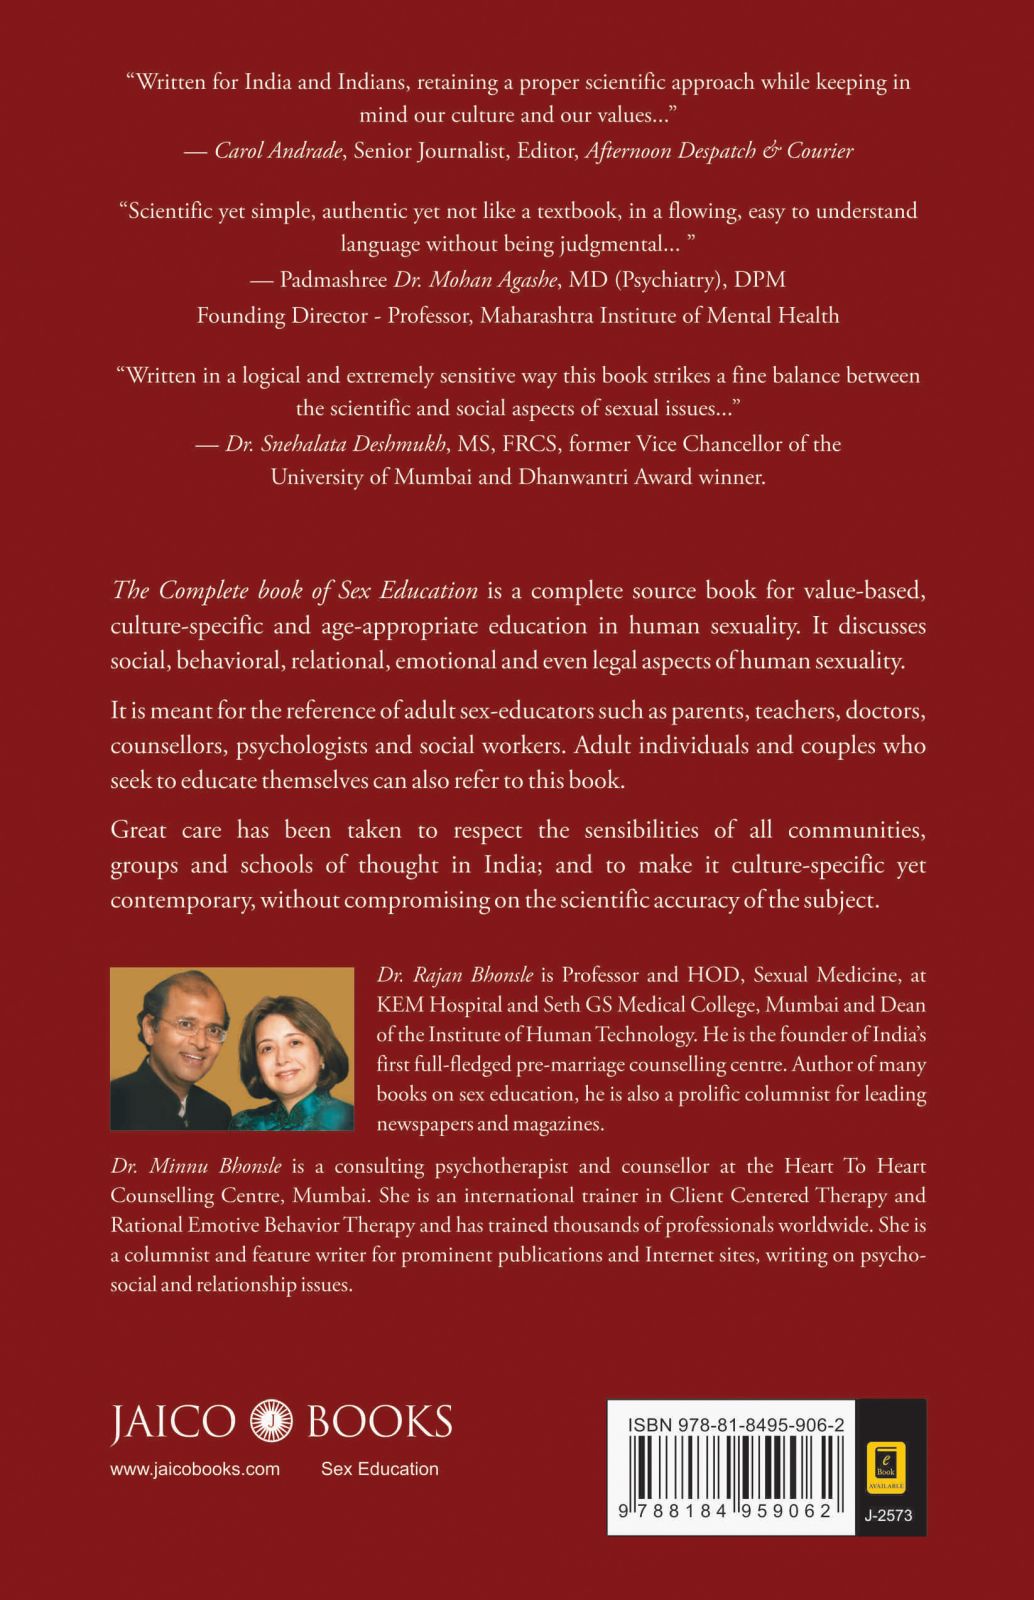 “Written for India and Indians, retaining a proper scientific approach while keeping in
mind our culture and our values...”
— Carol Andrade, Senior Journalist, Editor, Afternoon Despatch & Courier
“Scientific yet simple, authentic yet not like a textbook, in a flowing, easy to understand
language without being judgmental... ”
— Padmashree Dr. Mohan Agashe, MD (Psychiatry), DPM
Founding Director - Professor, Maharashtra Institute of Mental Health
“Written in a logical and extremely sensitive way this book strikes a fine balance between
the scientific and social aspects of sexual issues...”
— Dr. Snehalata Deshmukh, MS, FRCS, former Vice Chancellor of the
University of Mumbai and Dhanwantri Award winner.
The Complete book of Sex Education is a complete source book for value-based,
culture-specific and age-appropriate education in human sexuality. It discusses
social, behavioral, relational, emotional and even legal aspects of human sexuality.
It is meant for the reference of adult sex-educators such as parents, teachers, doctors,
counsellors, psychologists and social workers. Adult individuals and couples who
seek to educate themselves can also refer to this book.
Great care has been taken to respect the sensibilities of all communities,
groups and schools of thought in India; and to make it culture-specific yet
contemporary, without compromising on the scientific accuracy of the subject.
Dr. Rajan Bhonsle is Professor and HOD, Sexual Medicine, at
KEM Hospital and Seth GS Medical College, Mumbai and Dean
of the Institute of Human Technology. He is the founder of India’s
first full-fledged pre-marriage counselling centre. Author of many
books on sex education, he is also a prolific columnist for leading
newspapers and magazines.
Dr. Minnu Bhonsle is a consulting psychotherapist and counsellor at the Heart To Heart
Counselling Centre, Mumbai. She is an international trainer in Client Centered Therapy and
Rational Emotive Behavior Therapy and has trained thousands of professionals worldwide. She is
a columnist and feature writer for prominent publications and Internet sites, writing on psycho-
social and relationship issues.
JAICO J BOOKS
www.jaicobooks.com Sex Education
ISBN 978-81-8495-906-2
9 788184 959062
e
Book
AVAILABLE
J-2573